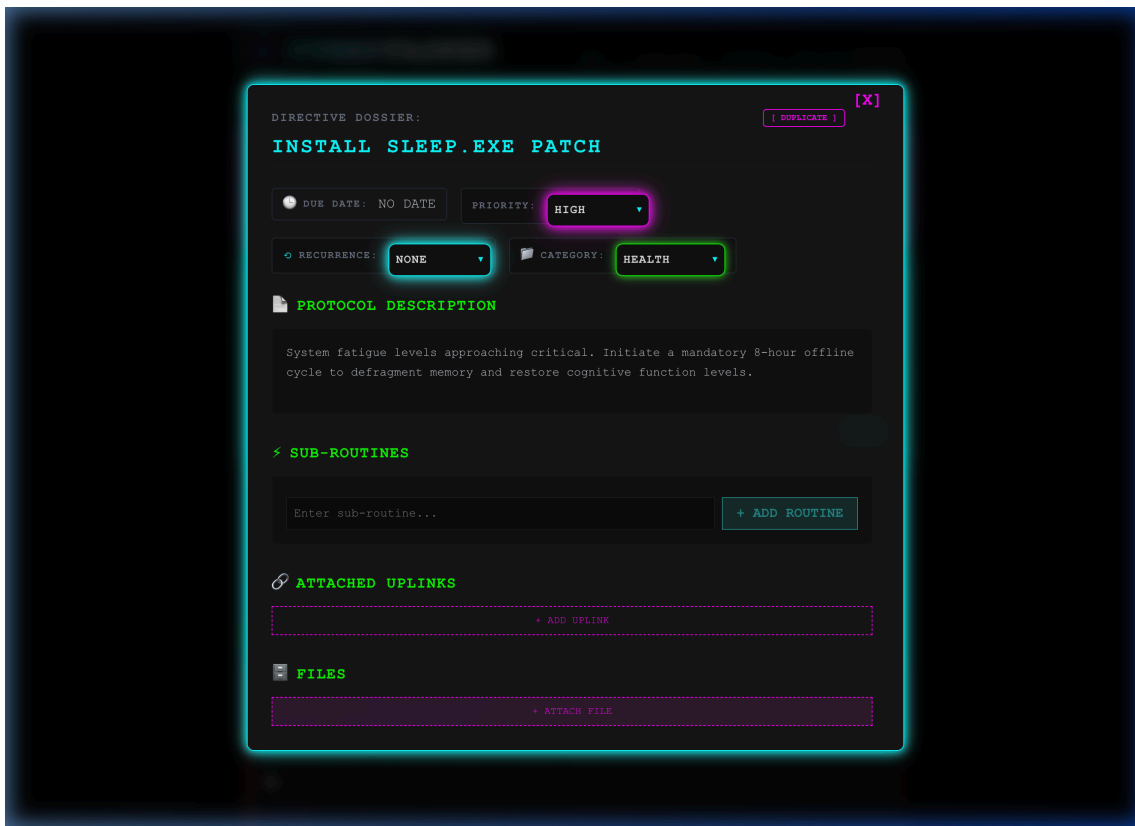 [X]
DIRECTIVE DOSSIER:
[ DUPLICATE ]
INSTALL SLEEP.EXE PATCH
DUE DATE: NO DATE
PRIORITY: HIGH
RECURRENCE: NONE
CATEGORY: HEALTH
PROTOCOL DESCRIPTION
System fatigue levels approaching critical. Initiate a mandatory 8-hour offline
cycle to defragment memory and restore cognitive function levels.
SUB-ROUTINES
Enter sub-routine...
+ ADD ROUTINE
ATTACHED UPLINKS
+ ADD UPLINK
FILES
+ ATTACH FILE